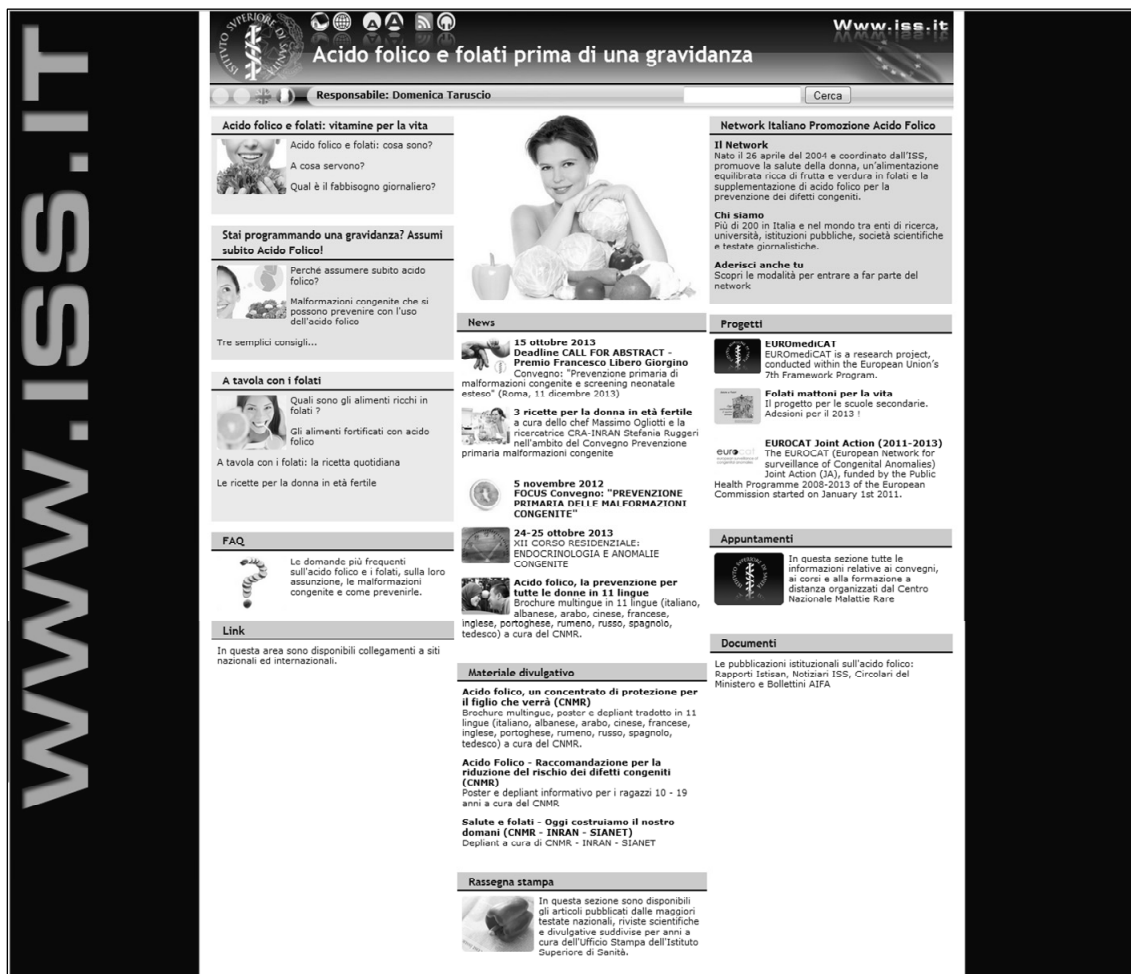 WWW.ISS.IT
ISTITUTO SUPERIORE DI SANITÀ
Www.iss.it
Acido folico e folati prima di una gravidanza
Responsabile: Domenica Taruscio
Cerca
Acido folico e folati: vitamine per la vita
Acido folico e folati: cosa sono?
A cosa servono?
Qual è il fabbisogno giornaliero?
Stai programmando una gravidanza? Assumi
subito Acido Folico!
Perché assumere subito acido
folico?
Malformazioni congenite che si
possono prevenire con l'uso
dell'acido folico
Tre semplici consigli...
A tavola con i folati
Quali sono gli alimenti ricchi in
folati ?
Gli alimenti fortificati con acido
folico
A tavola con i folati: la ricetta quotidiana
Le ricette per la donna in età fertile
FAQ
Le domande più frequenti
sull'acido folico e i folati, sulla loro
assunzione, le malformazioni
congenite e come prevenirle.
Link
In questa area sono disponibili collegamenti a siti
nazionali ed internazionali.
News
15 ottobre 2013
Deadline CALL FOR ABSTRACT -
Premio Francesco Libero Giorgino
Convegno: "Prevenzione primaria di
malformazioni congenite e screening neonatale
esteso" (Roma, 11 dicembre 2013)
3 ricette per la donna in età fertile
a cura dello chef Massimo Ogliotti e la
ricercatrice CRA-INRAN Stefania Ruggeri
nell'ambito del Convegno Prevenzione
primaria malformazioni congenite
5 novembre 2012
FOCUS Convegno: "PREVENZIONE
PRIMARIA DELLE MALFORMAZIONI
CONGENITE"
24-25 ottobre 2013
XII CORSO RESIDENZIALE:
ENDOCRINOLOGIA E ANOMALIE
CONGENITE
Acido folico, la prevenzione per
tutte le donne in 11 lingue
Brochure multingue in 11 lingue (italiano,
albanese, arabo, cinese, francese,
inglese, portoghese, rumeno, russo, spagnolo,
tedesco) a cura del CNMR.
Materiale divulgativo
Acido folico, un concentrato di protezione per
il figlio che verrà (CNMR)
Brochure multingue, poster e depliant tradotto in 11
lingue (italiano, albanese, arabo, cinese, francese,
inglese, portoghese, rumeno, russo, spagnolo,
tedesco) a cura del CNMR.
Acido Folico - Raccomandazione per la
riduzione del rischio dei difetti congeniti
(CNMR)
Poster e depliant informativo per i ragazzi 10 - 19
anni a cura del CNMR
Salute e folati - Oggi costruiamo il nostro
domani (CNMR - INRAN - SIANET)
Depliant a cura di CNMR - INRAN - SIANET
Rassegna stampa
In questa sezione sono disponibili
gli articoli pubblicati dalle maggiori
testate nazionali, riviste scientifiche
e divulgative suddivise per anni a
cura dell'Ufficio Stampa dell'Istituto
Superiore di Sanità.
Network Italiano Promozione Acido Folico
Il Network
Nato il 26 aprile del 2004 e coordinato dall'ISS,
promuove la salute della donna, un'alimentazione
equilibrata ricca di frutta e verdura in folati e la
supplementazione di acido folico per la
prevenzione dei difetti congeniti.
Chi siamo
Più di 200 in Italia e nel mondo tra enti di ricerca,
università, istituzioni pubbliche, società scientifiche
e testate giornalistiche.
Aderisci anche tu
Scopri le modalità per entrare a far parte del
network
Progetti
EUROmediCAT
EUROmediCAT is a research project,
conducted within the European Union's
7th Framework Program.
Folati mattoni per la vita
Il progetto per le scuole secondarie.
Adesioni per il 2013 !
eurocat
EUROCAT Joint Action (2011-2013)
The EUROCAT (European Network for
surveillance of Congenital Anomalies)
Joint Action (JA), funded by the Public
Health Programme 2008-2013 of the European
Commission started on January 1st 2011.
Appuntamenti
In questa sezione tutte le
informazioni relative ai convegni,
ai corsi e alla formazione a
distanza organizzati dal Centro
Nazionale Malattie Rare
Documenti
Le pubblicazioni istituzionali sull'acido folico:
Rapporti Istisan, Notiziari ISS, Circolari del
Ministero e Bollettini AIFA